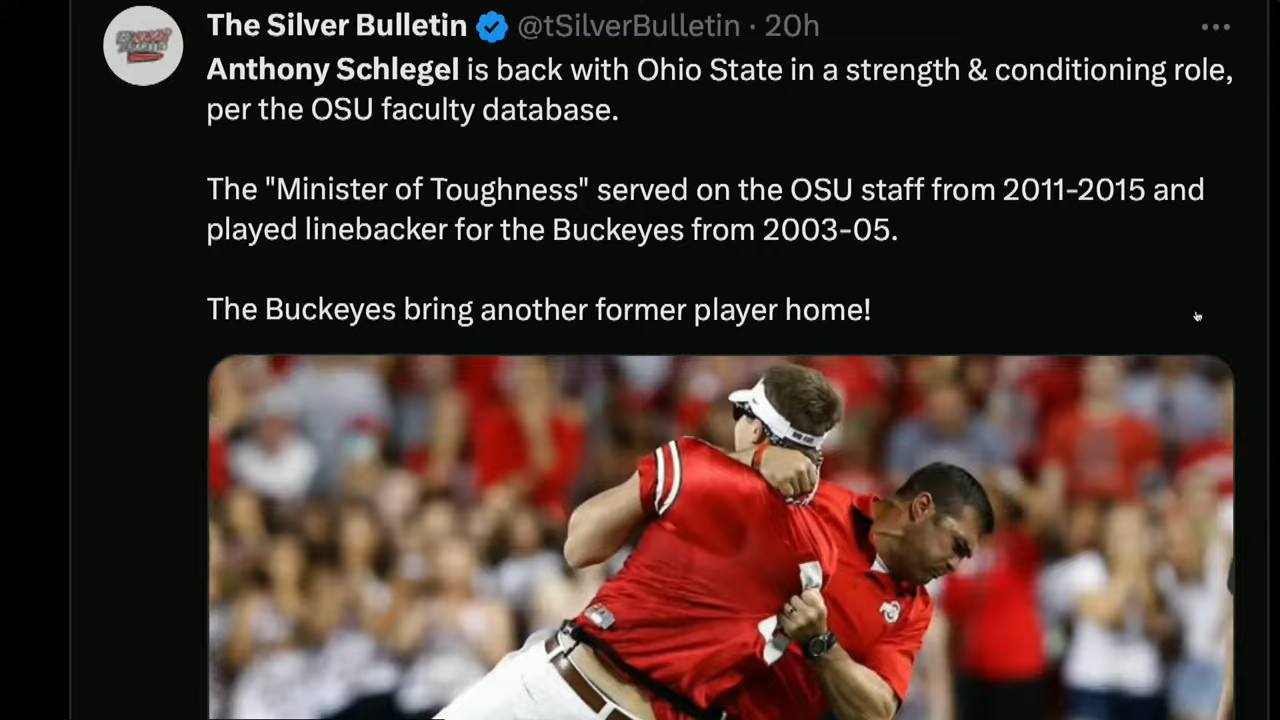 The Silver Bulletin @tSilverBulletin · 20h
Anthony Schlegel is back with Ohio State in a strength & conditioning role,
per the OSU faculty database.
The "Minister of Toughness" served on the OSU staff from 2011-2015 and
played linebacker for the Buckeyes from 2003-05.
The Buckeyes bring another former player home!